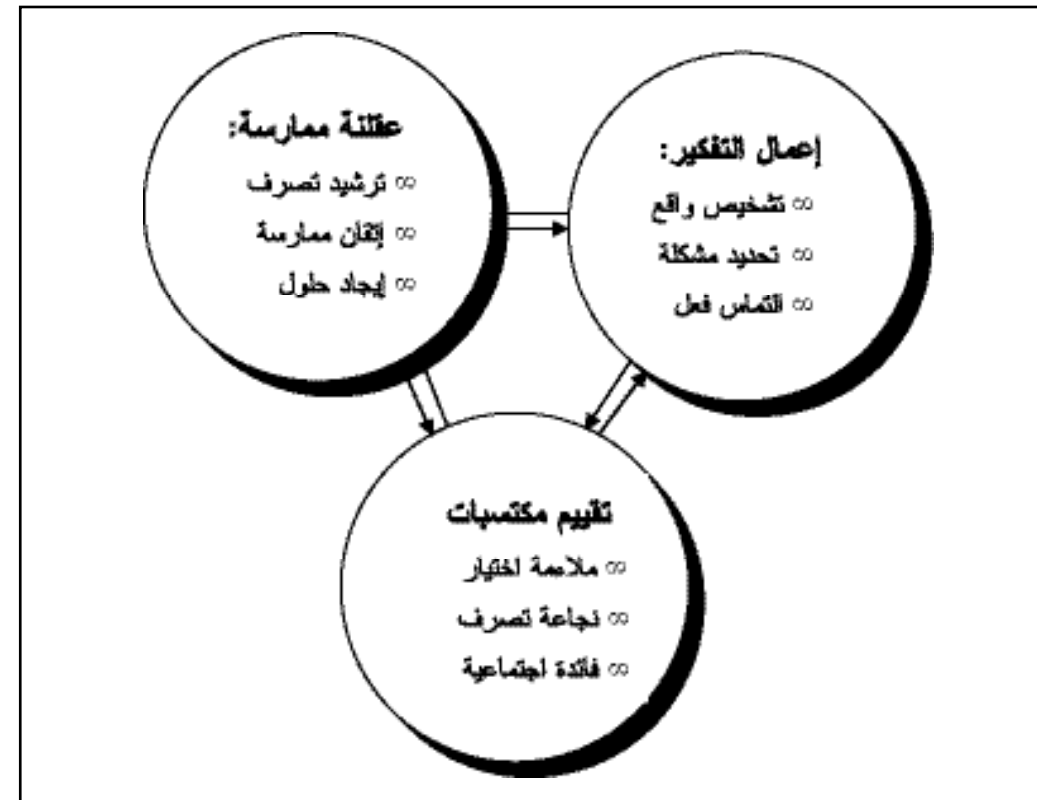 إعمال التفكير:
∞ تشخيص واقع
∞ تحديد مشكلة
∞ التماس فعل
عقلنة ممارسة:
∞ ترشيد تصرف
∞ إتقان ممارسة
∞ إيجاد حلول
تقييم مكتسبات
∞ ملاءمة اختيار
∞ نجاعة تصرف
∞ فائدة اجتماعية